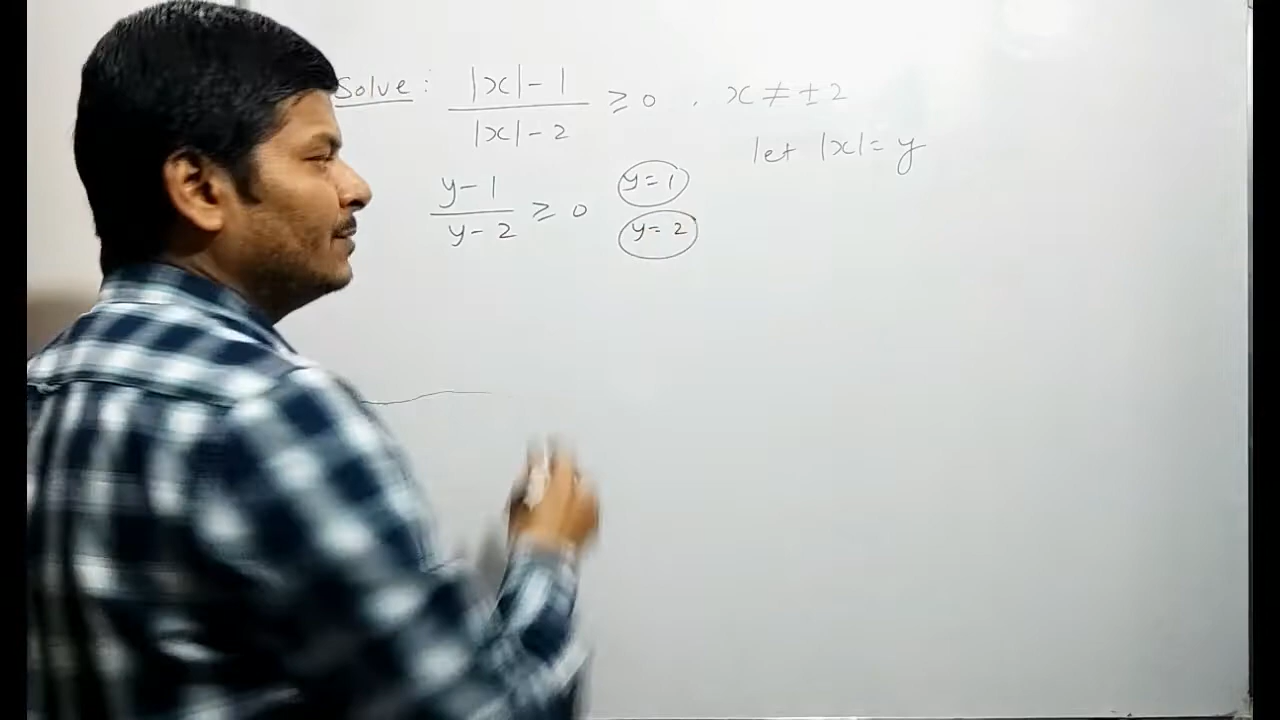 Solve : |x| - 1 / |x| - 2 ≥ 0 . x ≠ ± 2
let |x| = y
y - 1 / y - 2 ≥ 0
y = 1
y = 2